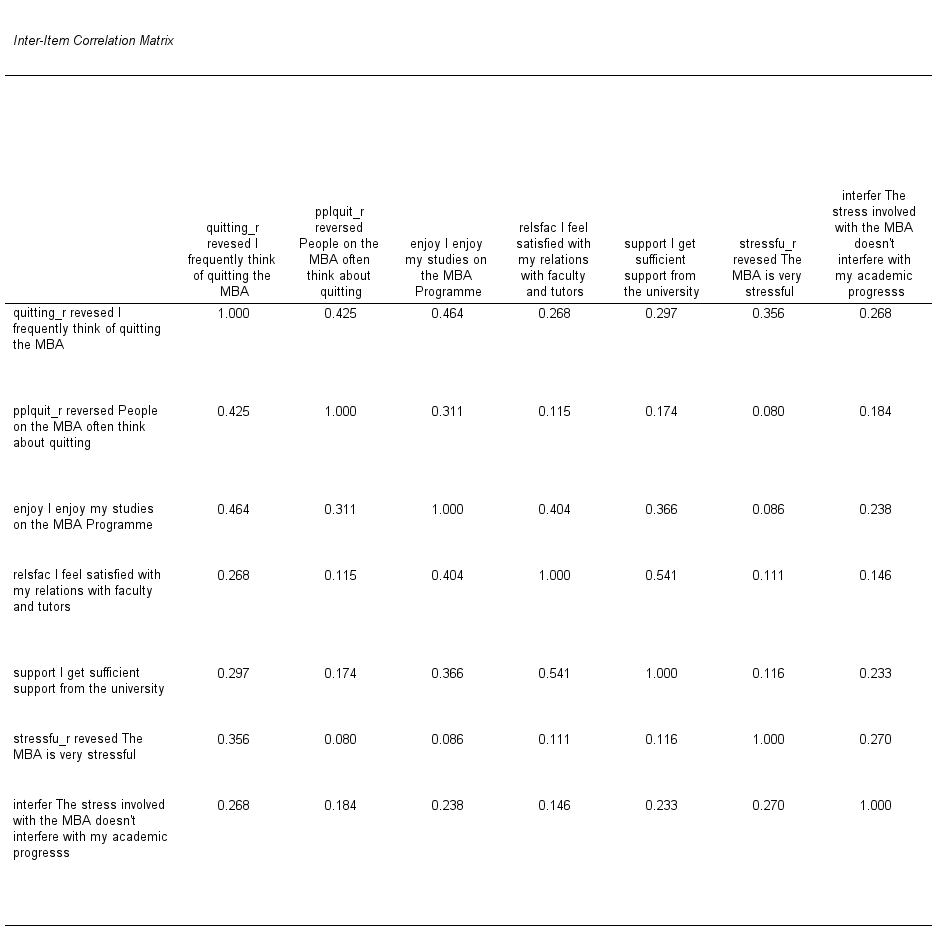 Inter-Item Correlation Matrix
quitting_r revesed I frequently think of quitting the MBA
pplquit_r reversed People on the MBA often think about quitting
enjoy I enjoy my studies on the MBA Programme
relsfac I feel satisfied with my relations with faculty and tutors
support I get sufficient support from the university
stressfu_r revesed The MBA is very stressful
interfer The stress involved with the MBA doesn't interfere with my academic progresss
quitting_r revesed I 1.000 0.425 0.464 0.268 0.297 0.356 0.268
frequently think of quitting
the MBA
pplquit_r reversed People 0.425 1.000 0.311 0.115 0.174 0.080 0.184
on the MBA often think
about quitting
enjoy I enjoy my studies 0.464 0.311 1.000 0.404 0.366 0.086 0.238
on the MBA Programme
relsfac I feel satisfied with 0.268 0.115 0.404 1.000 0.541 0.111 0.146
my relations with faculty
and tutors
support I get sufficient 0.297 0.174 0.366 0.541 1.000 0.116 0.233
support from the university
stressfu_r revesed The 0.356 0.080 0.086 0.111 0.116 1.000 0.270
MBA is very stressful
interfer The stress involved 0.268 0.184 0.238 0.146 0.233 0.270 1.000
with the MBA doesn't
interfere with my academic
progresss